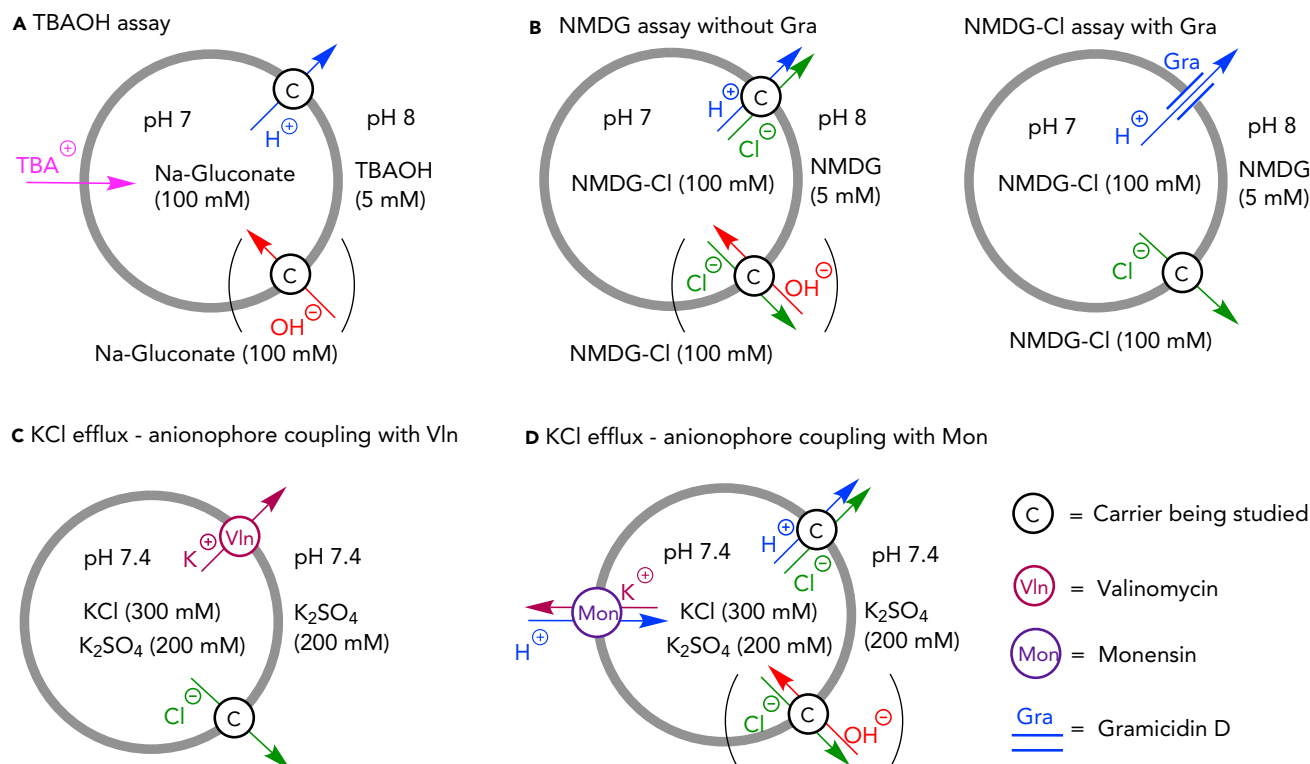 A TBAOH assay
pH 7
C
H⊕
pH 8
TBA⊕
Na-Gluconate
(100 mM)
TBAOH
(5 mM)
C
OH⊖
Na-Gluconate (100 mM)
B NMDG assay without Gra
pH 7
H⊕
C
Cl⊖
pH 8
NMDG-Cl (100 mM)
NMDG
(5 mM)
Cl⊖
C
OH⊖
NMDG-Cl (100 mM)
NMDG-Cl assay with Gra
Gra
pH 7
H⊕
pH 8
NMDG-Cl (100 mM)
NMDG
(5 mM)
Cl⊖
C
NMDG-Cl (100 mM)
C KCl efflux - anionophore coupling with Vln
Vln
K⊕
pH 7.4
pH 7.4
KCl (300 mM)
K₂SO₄ (200 mM)
K₂SO₄
(200 mM)
Cl⊖
C
D KCl efflux - anionophore coupling with Mon
pH 7.4
H⊕
C
Cl⊖
pH 7.4
K⊕
Mon
H⊕
KCl (300 mM)
K₂SO₄ (200 mM)
K₂SO₄
(200 mM)
Cl⊖
C
OH⊖
C = Carrier being studied
Vln = Valinomycin
Mon = Monensin
Gra = Gramicidin D